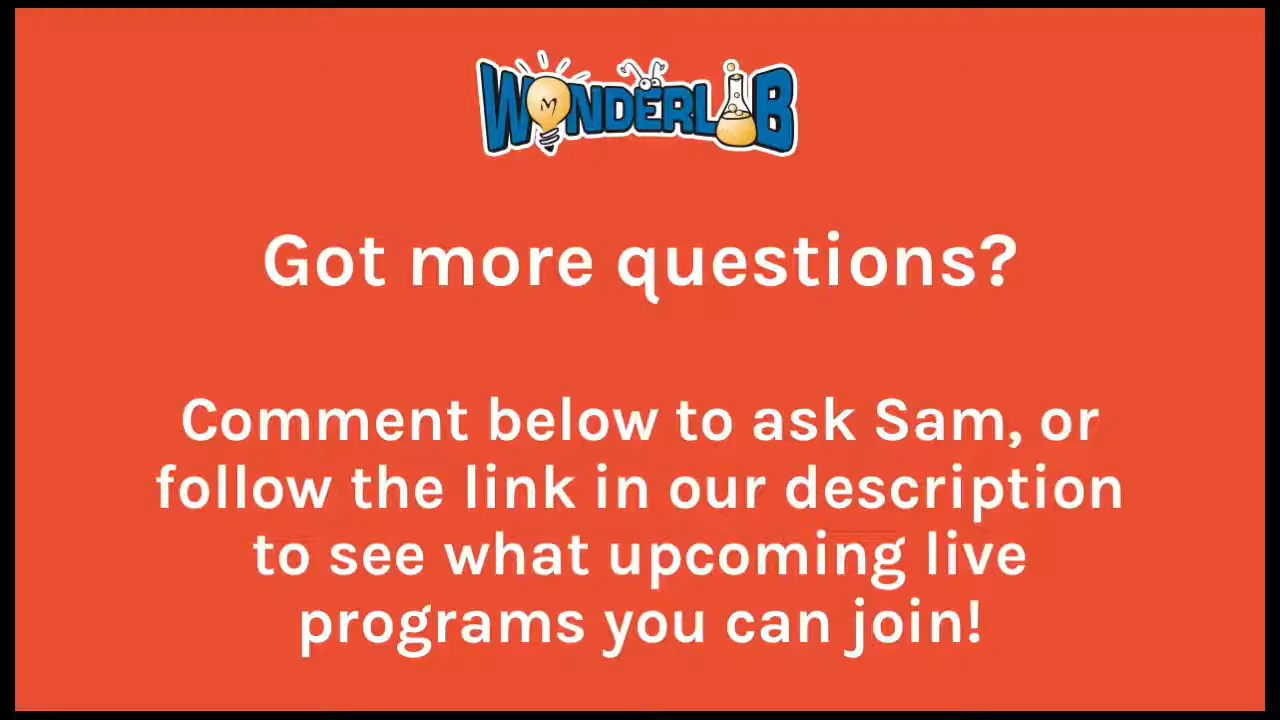 WONDERLAB
Got more questions?
Comment below to ask Sam, or
follow the link in our description
to see what upcoming live
programs you can join!